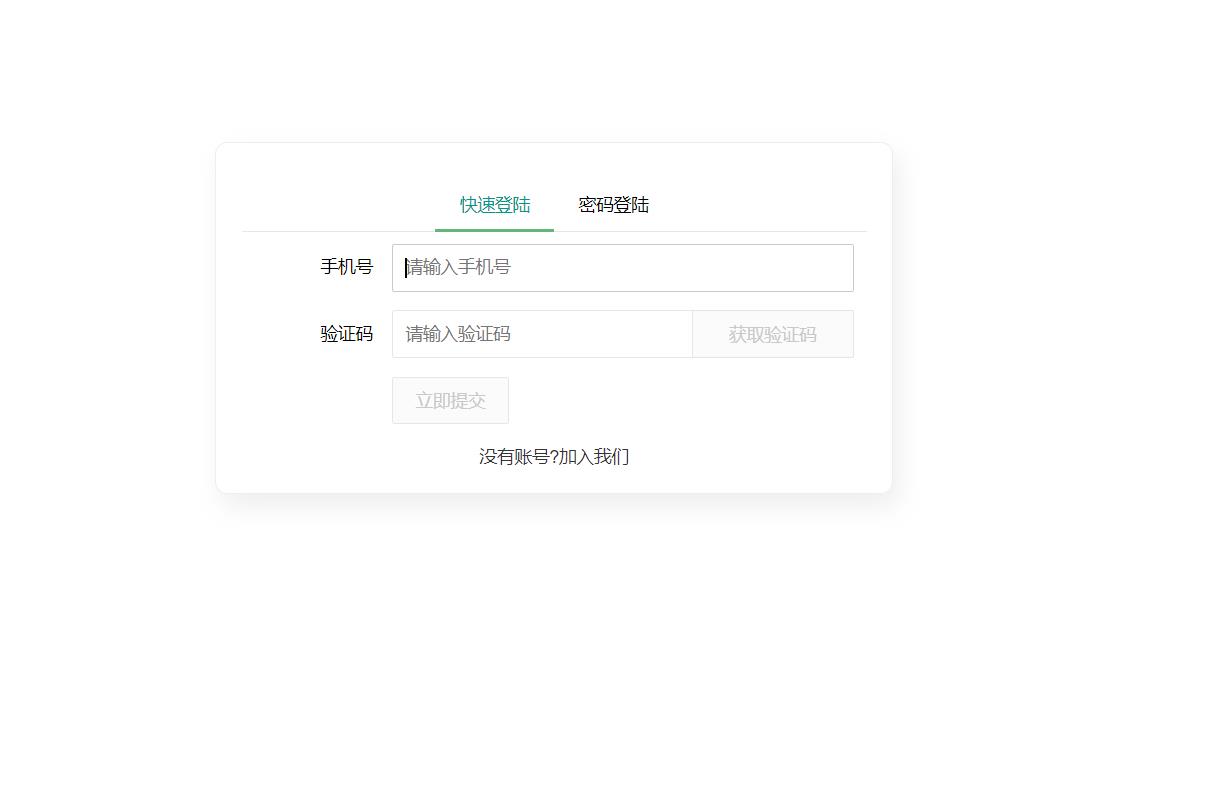 快速登陆 密码登陆
手机号 请输入手机号
验证码 请输入验证码 获取验证码
立即提交
没有账号?加入我们